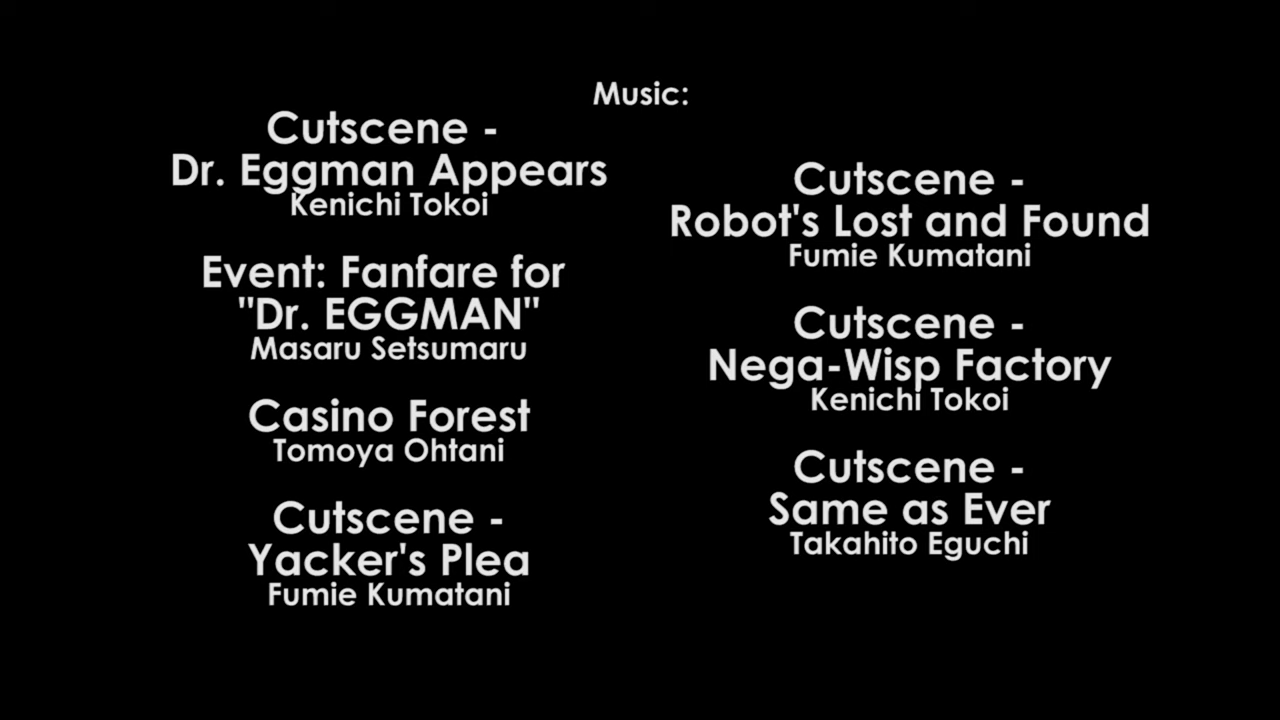 Music:
Cutscene -
Dr. Eggman Appears
Kenichi Tokoi
Event: Fanfare for
"Dr. EGGMAN"
Masaru Setsumaru
Casino Forest
Tomoya Ohtani
Cutscene -
Yacker's Plea
Fumie Kumatani
Cutscene -
Robot's Lost and Found
Fumie Kumatani
Cutscene -
Nega-Wisp Factory
Kenichi Tokoi
Cutscene -
Same as Ever
Takahito Eguchi